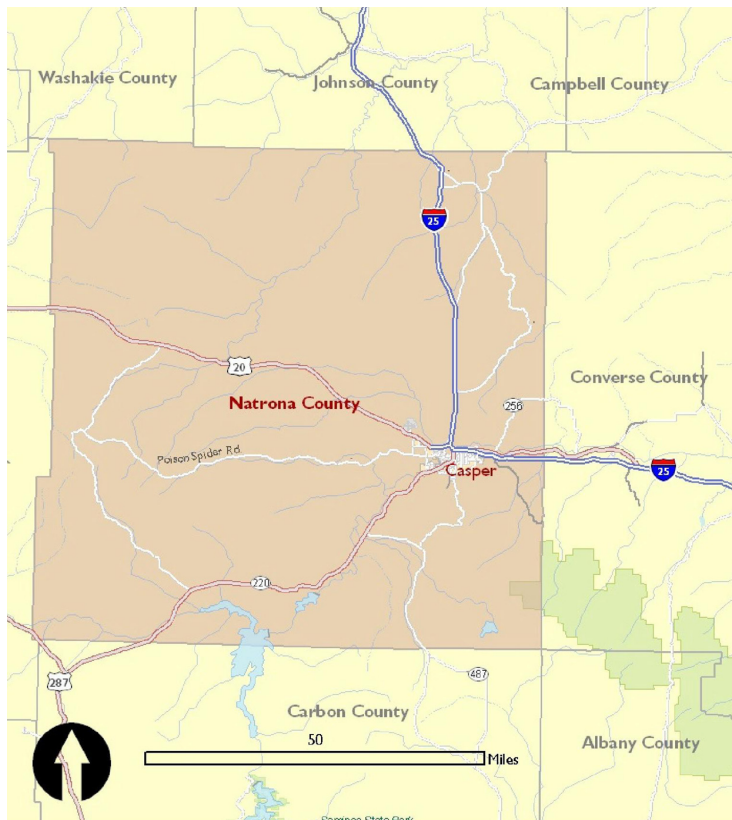 Washakie County
Johnson County
Campbell County
25
20
Natrona County
Converse County
256
Poison Spider Rd
Casper
25
220
287
487
Carbon County
Albany County
50
Miles